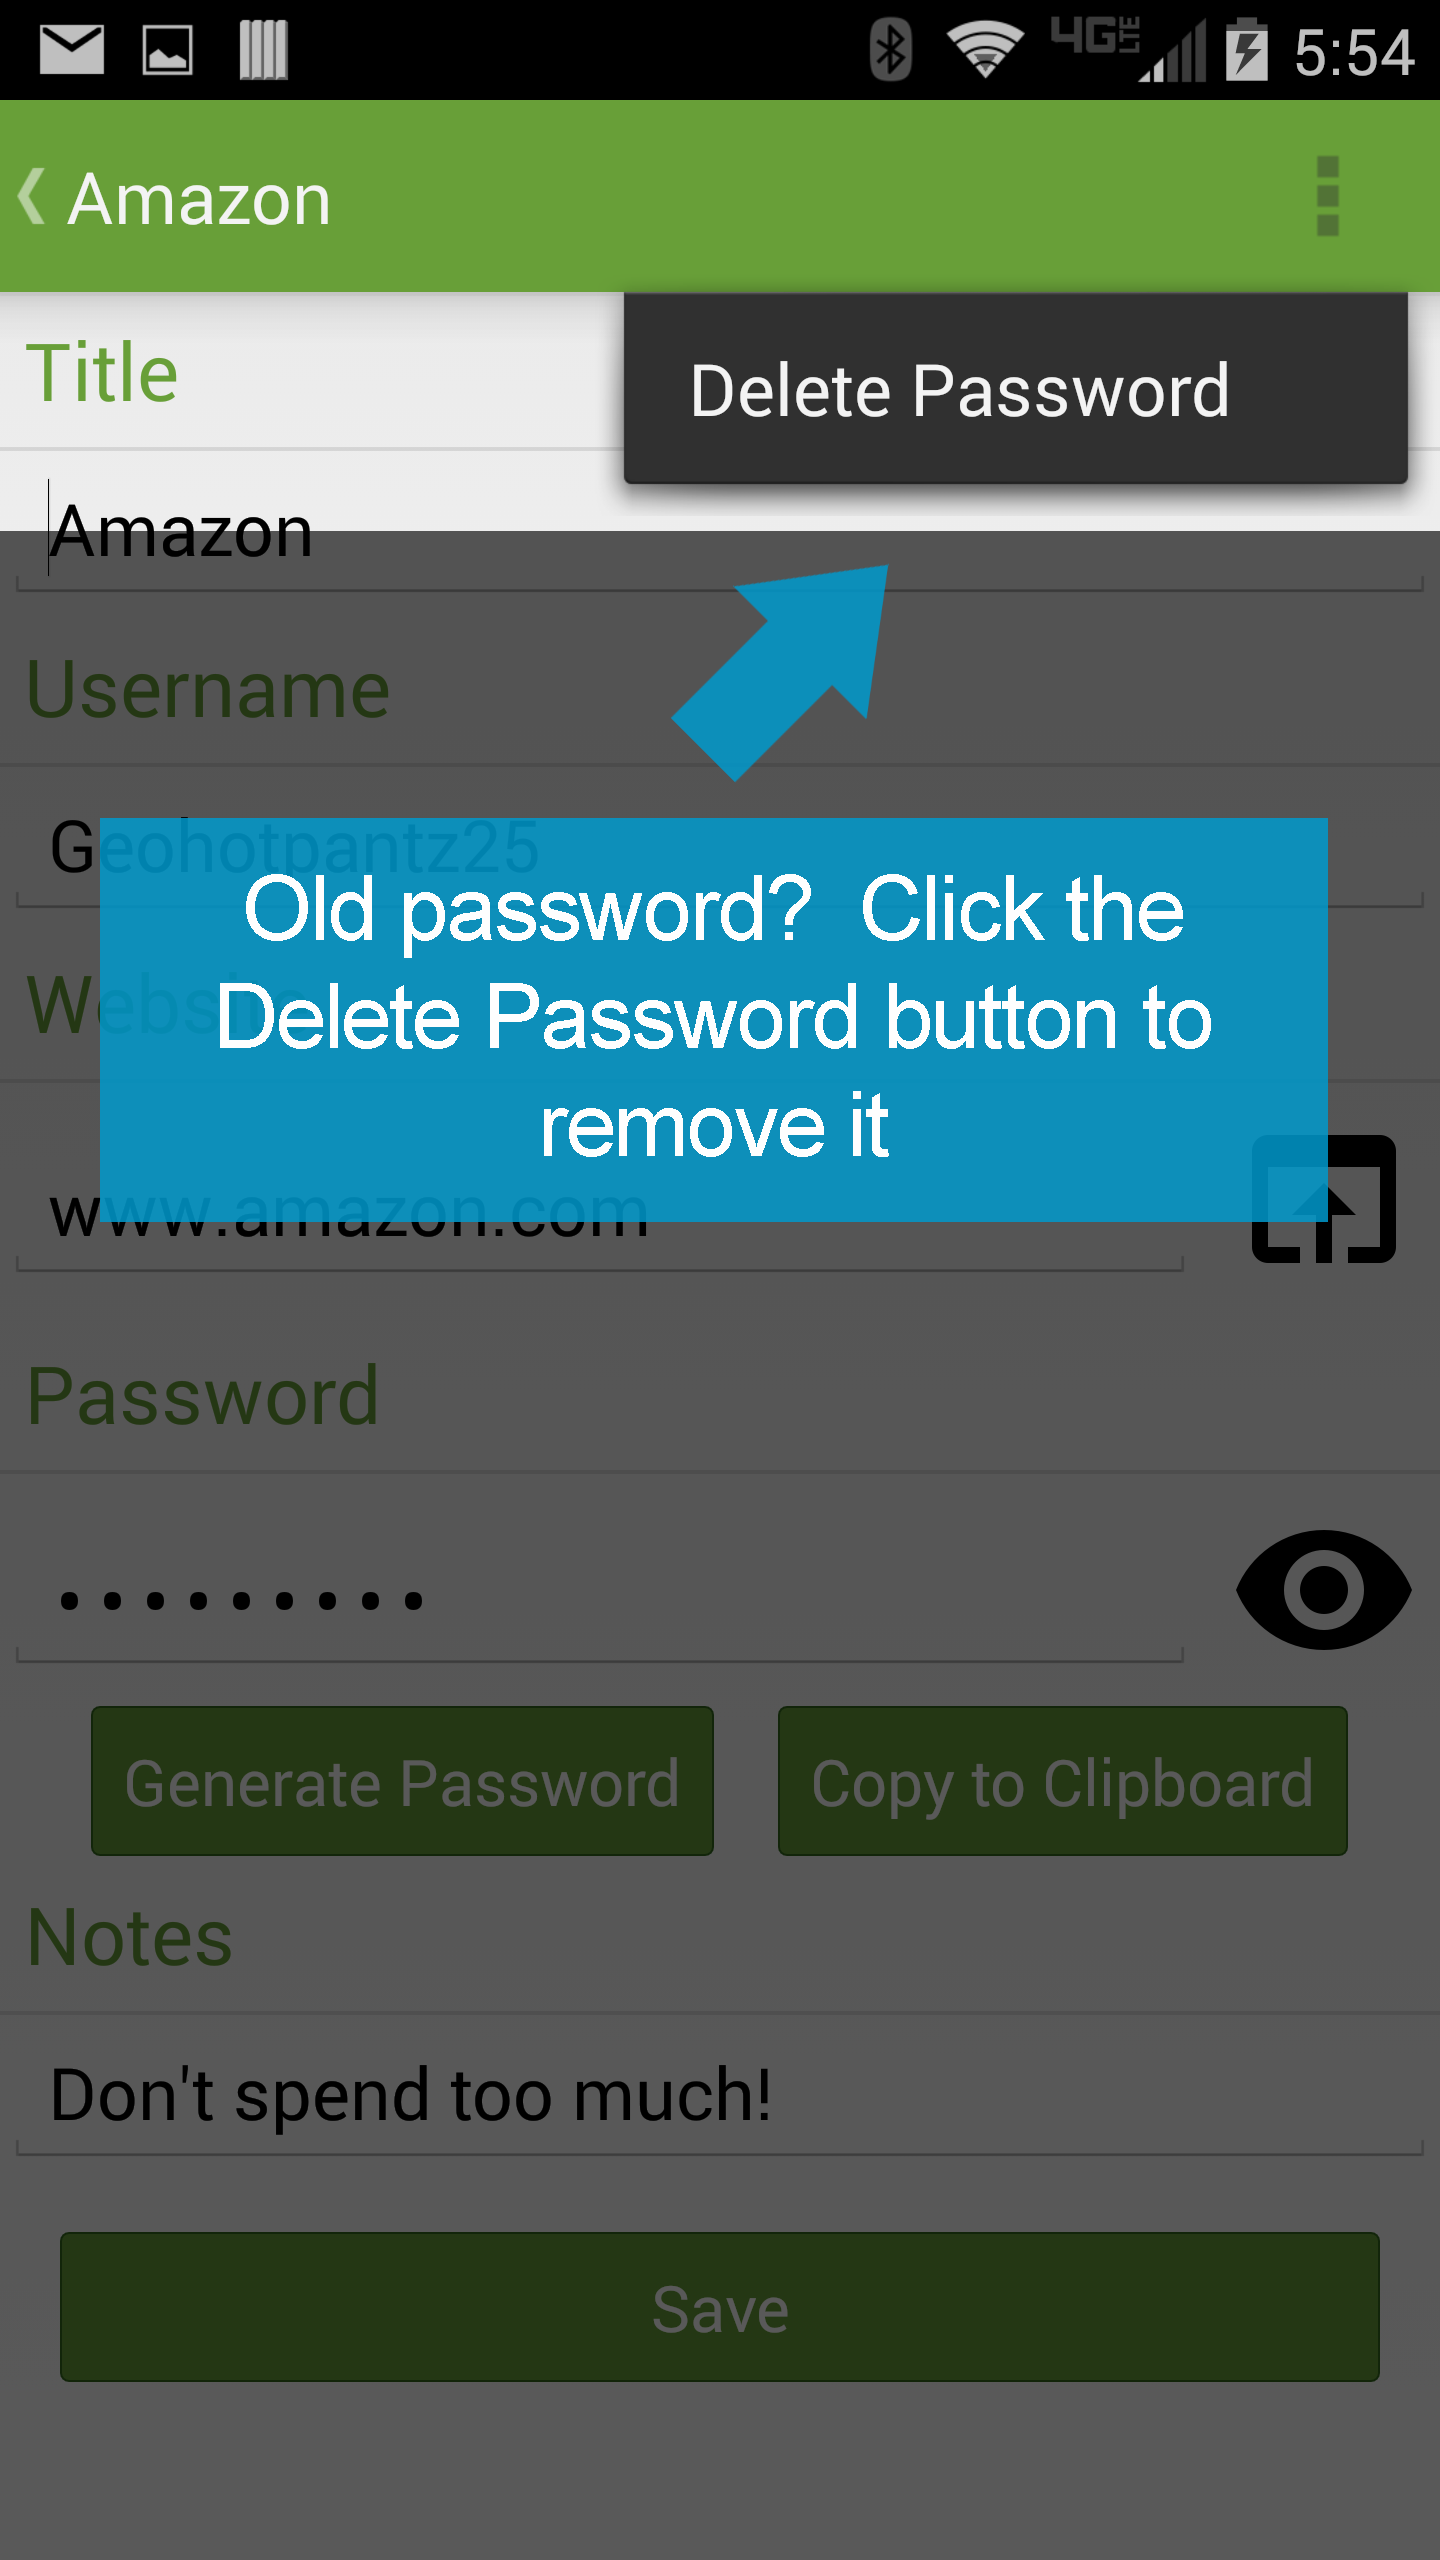 4G LTE 5:54
Amazon
Title
Delete Password
Amazon
Username
Geohotpantz25
Old password? Click the
Delete Password button to
remove it
Website
www.amazon.com
Password
Generate Password
Copy to Clipboard
Notes
Don't spend too much!
Save